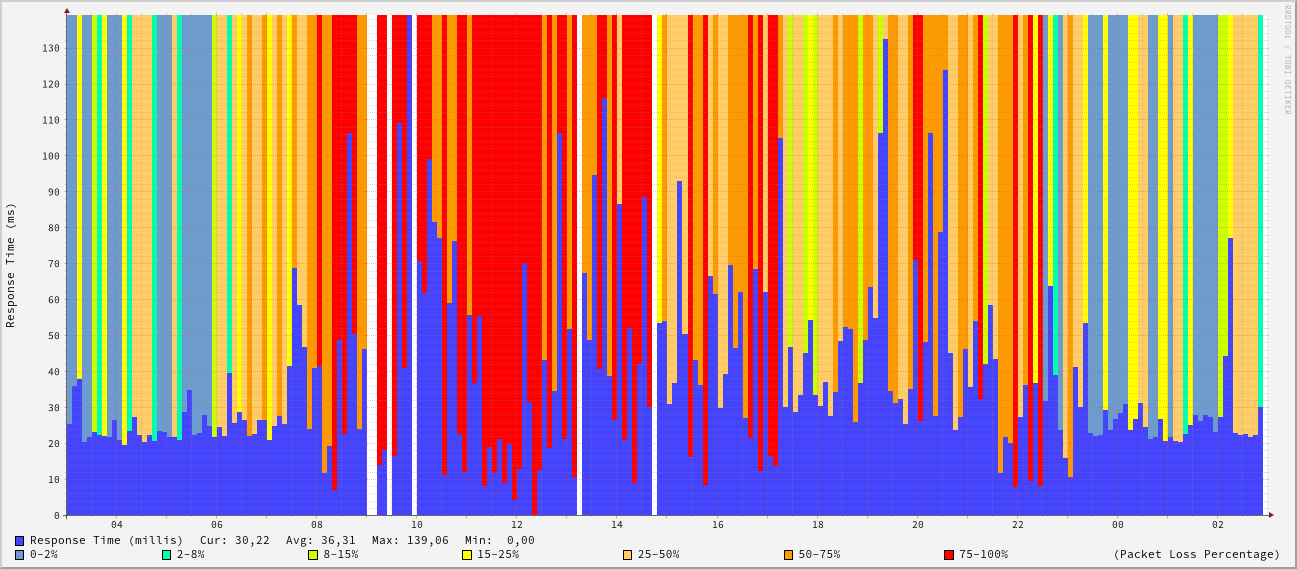 RRDTOOL / TOBI OETIKER
Response Time (ms)
130
120
110
100
90
80
70
60
50
40
30
20
10
0
04 06 08 10 12 14 16 18 20 22 00 02
Response Time (millis) Cur: 30,22 Avg: 36,31 Max: 139,06 Min: 0,00
0-2% 2-8% 8-15% 15-25% 25-50% 50-75% 75-100% (Packet Loss Percentage)